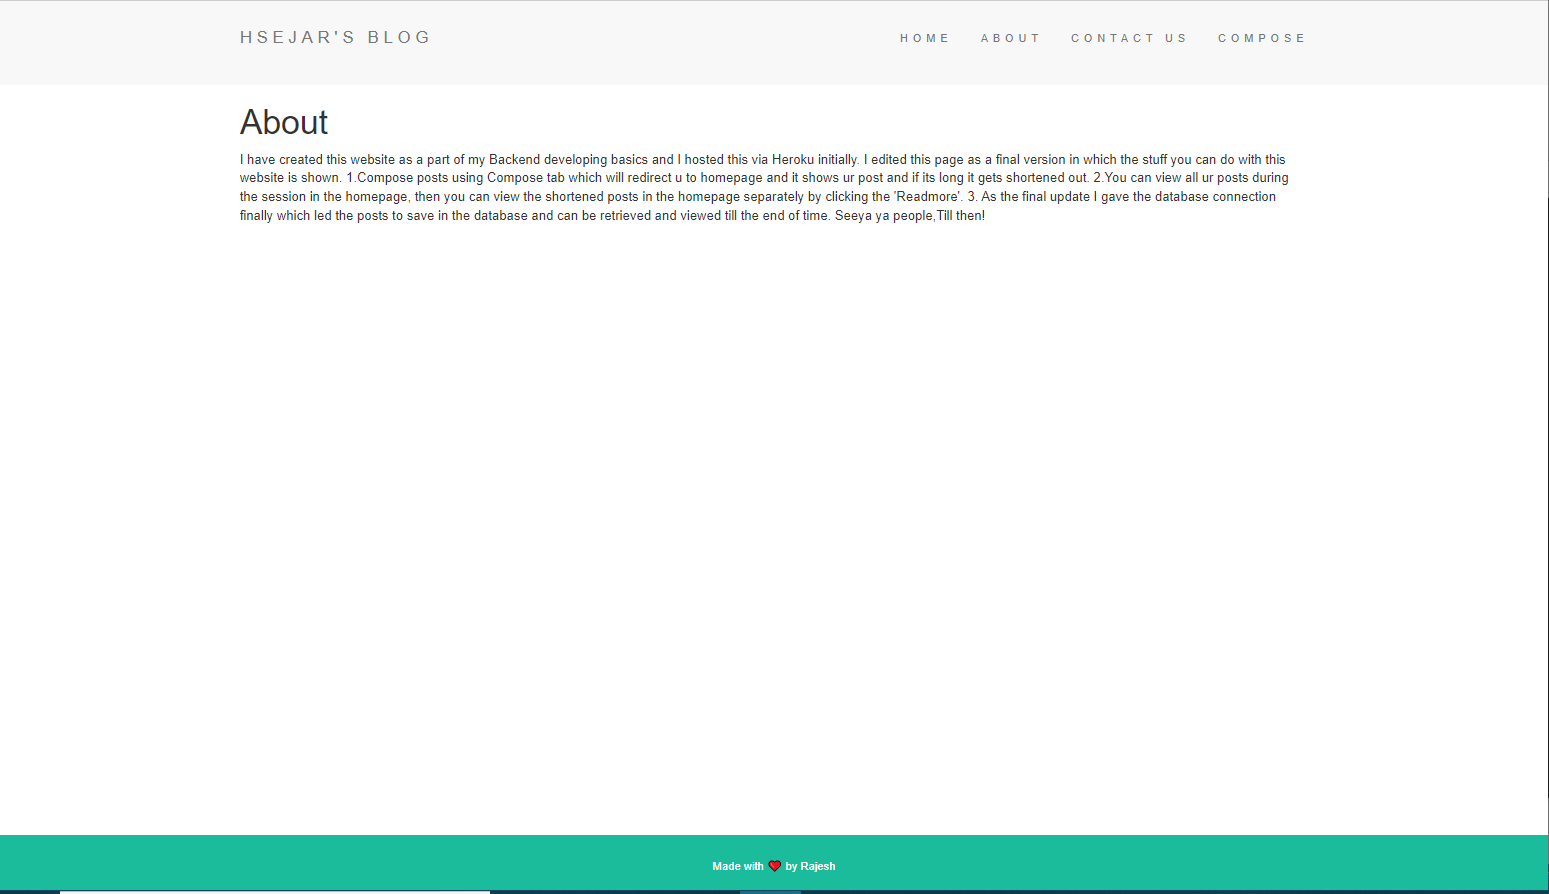 HSEJAR'S BLOG
HOME ABOUT CONTACT US COMPOSE
About
I have created this website as a part of my Backend developing basics and I hosted this via Heroku initially. I edited this page as a final version in which the stuff you can do with this
website is shown. 1.Compose posts using Compose tab which will redirect u to homepage and it shows ur post and if its long it gets shortened out. 2.You can view all ur posts during
the session in the homepage, then you can view the shortened posts in the homepage separately by clicking the 'Readmore'. 3. As the final update I gave the database connection
finally which led the posts to save in the database and can be retrieved and viewed till the end of time. Seeya ya people,Till then!
Made with ❤ by Rajesh